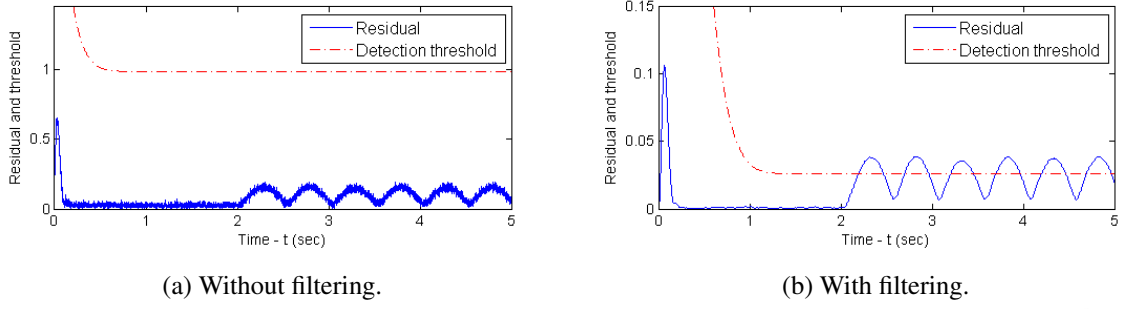 Residual and threshold
1
0.5
0
Residual
Detection threshold
0 1 2 3 4 5
Time - t (sec)
(a) Without filtering.
Residual and threshold
0.15
0.1
0.05
0
Residual
Detection threshold
0 1 2 3 4 5
Time - t (sec)
(b) With filtering.